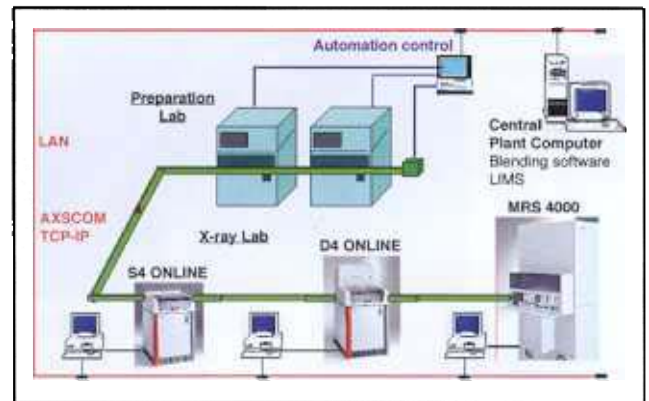 Automation control
Preparation
Lab
Central
Plant Computer
Blending software
LIMS
LAN
MRS 4000
AXSCOM
TCP-IP
X-ray Lab
D4 ONLINE
S4 ONLINE